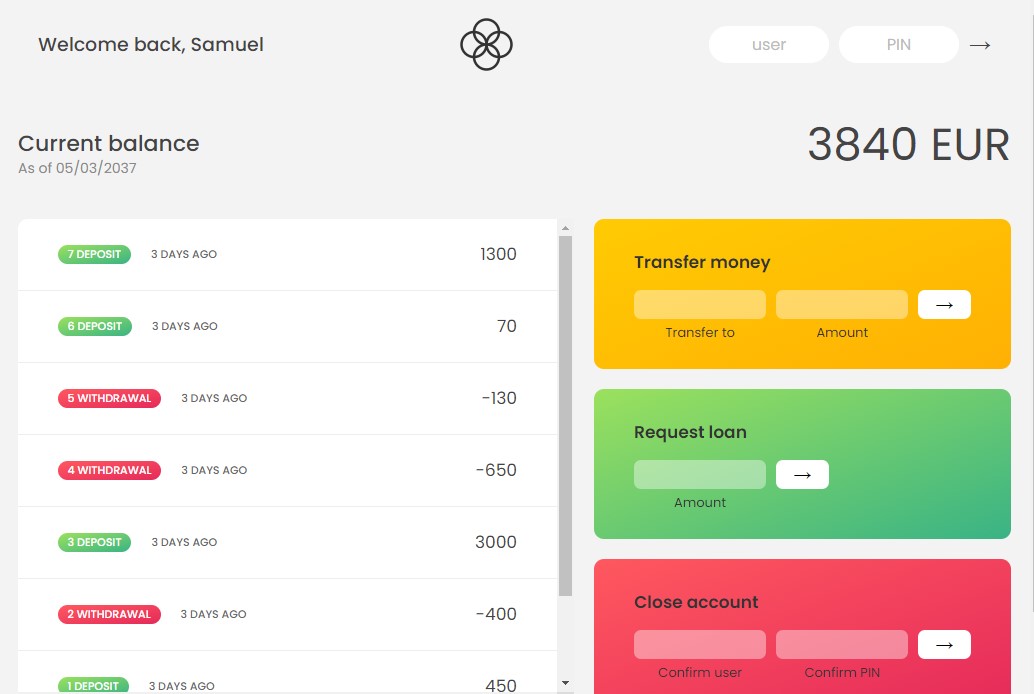 Welcome back, Samuel
user
PIN
→
Current balance
As of 05/03/2037
3840 EUR
7 DEPOSIT 3 DAYS AGO 1300
6 DEPOSIT 3 DAYS AGO 70
5 WITHDRAWAL 3 DAYS AGO -130
4 WITHDRAWAL 3 DAYS AGO -650
3 DEPOSIT 3 DAYS AGO 3000
2 WITHDRAWAL 3 DAYS AGO -400
1 DEPOSIT 3 DAYS AGO 450
Transfer money
→
Transfer to Amount
Request loan
→
Amount
Close account
→
Confirm user Confirm PIN